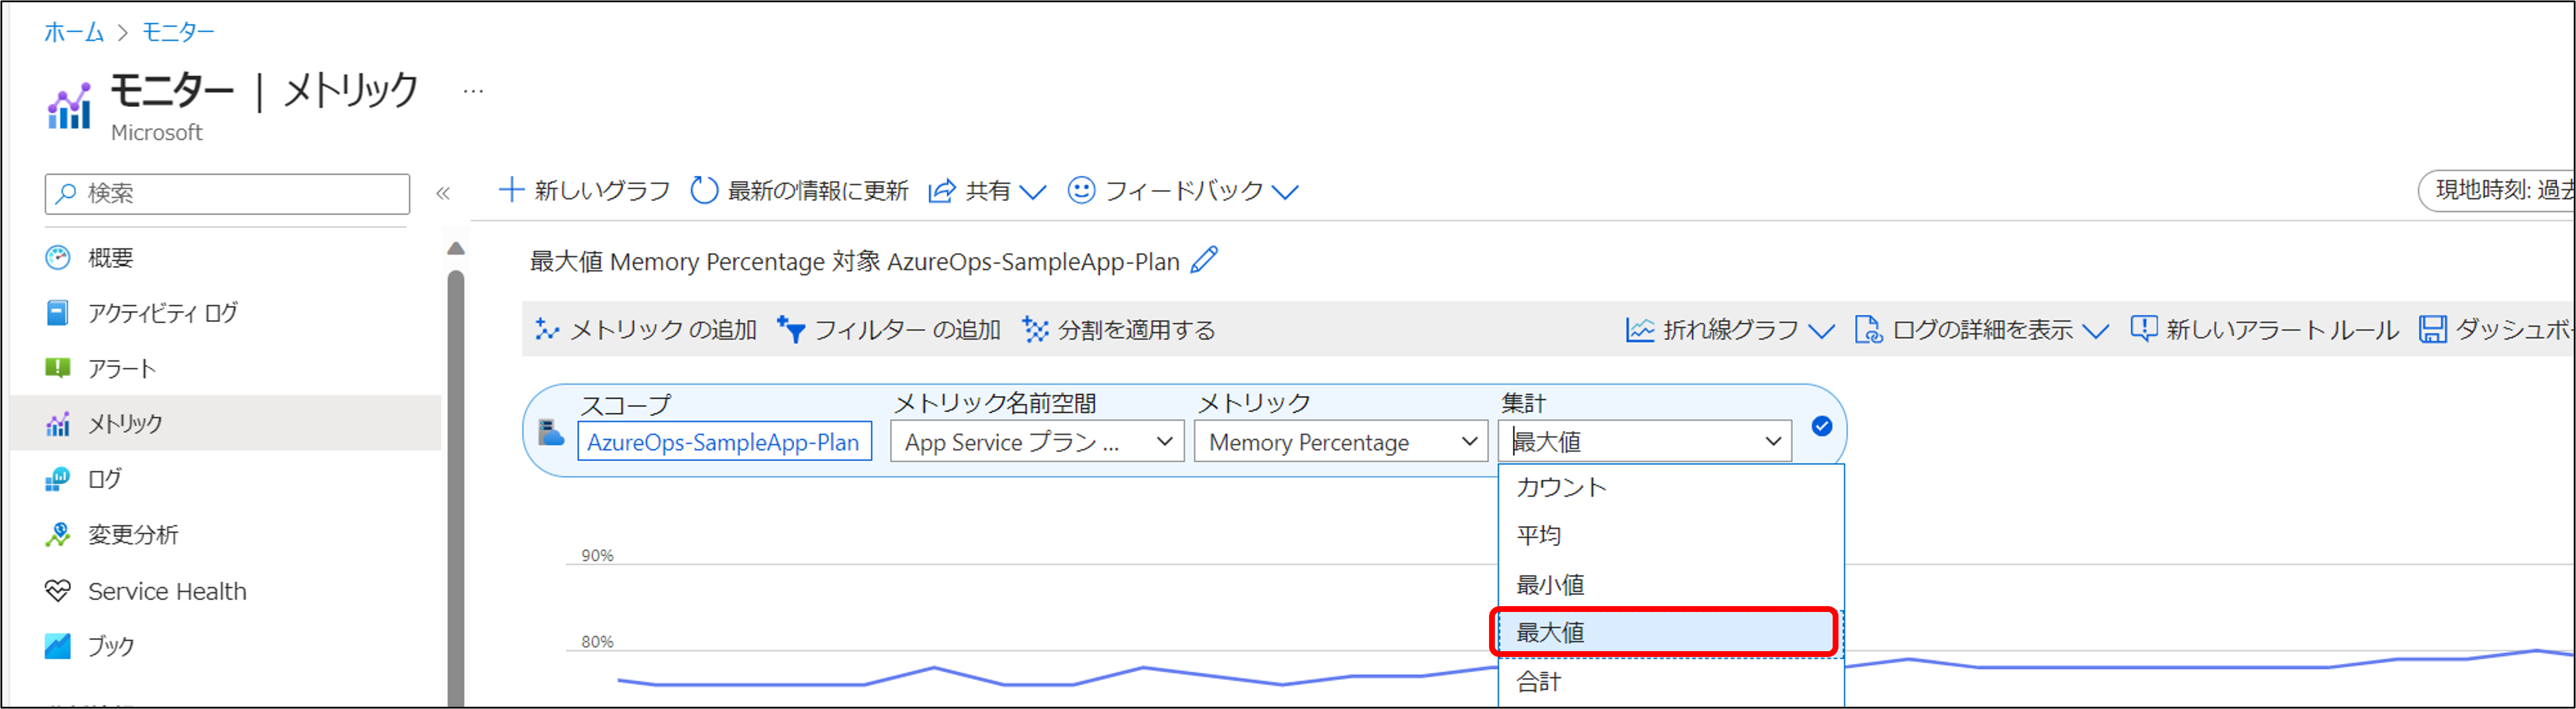 ホーム > モニター
モニター | メトリック ...
Microsoft
検索 «
概要
アクティビティ ログ
アラート
メトリック
ログ
変更分析
Service Health
ブック
新しいグラフ 最新の情報に更新 共有 フィードバック
現地時刻: 過去
最大値 Memory Percentage 対象 AzureOps-SampleApp-Plan
メトリック の追加 フィルター の追加 分割を適用する 折れ線グラフ ログの詳細を表示 新しいアラート ルール ダッシュボー
スコープ メトリック名前空間 メトリック 集計
AzureOps-SampleApp-Plan App Service プラン ... Memory Percentage 最大値
カウント
平均
最小値
最大値
合計
90%
80%